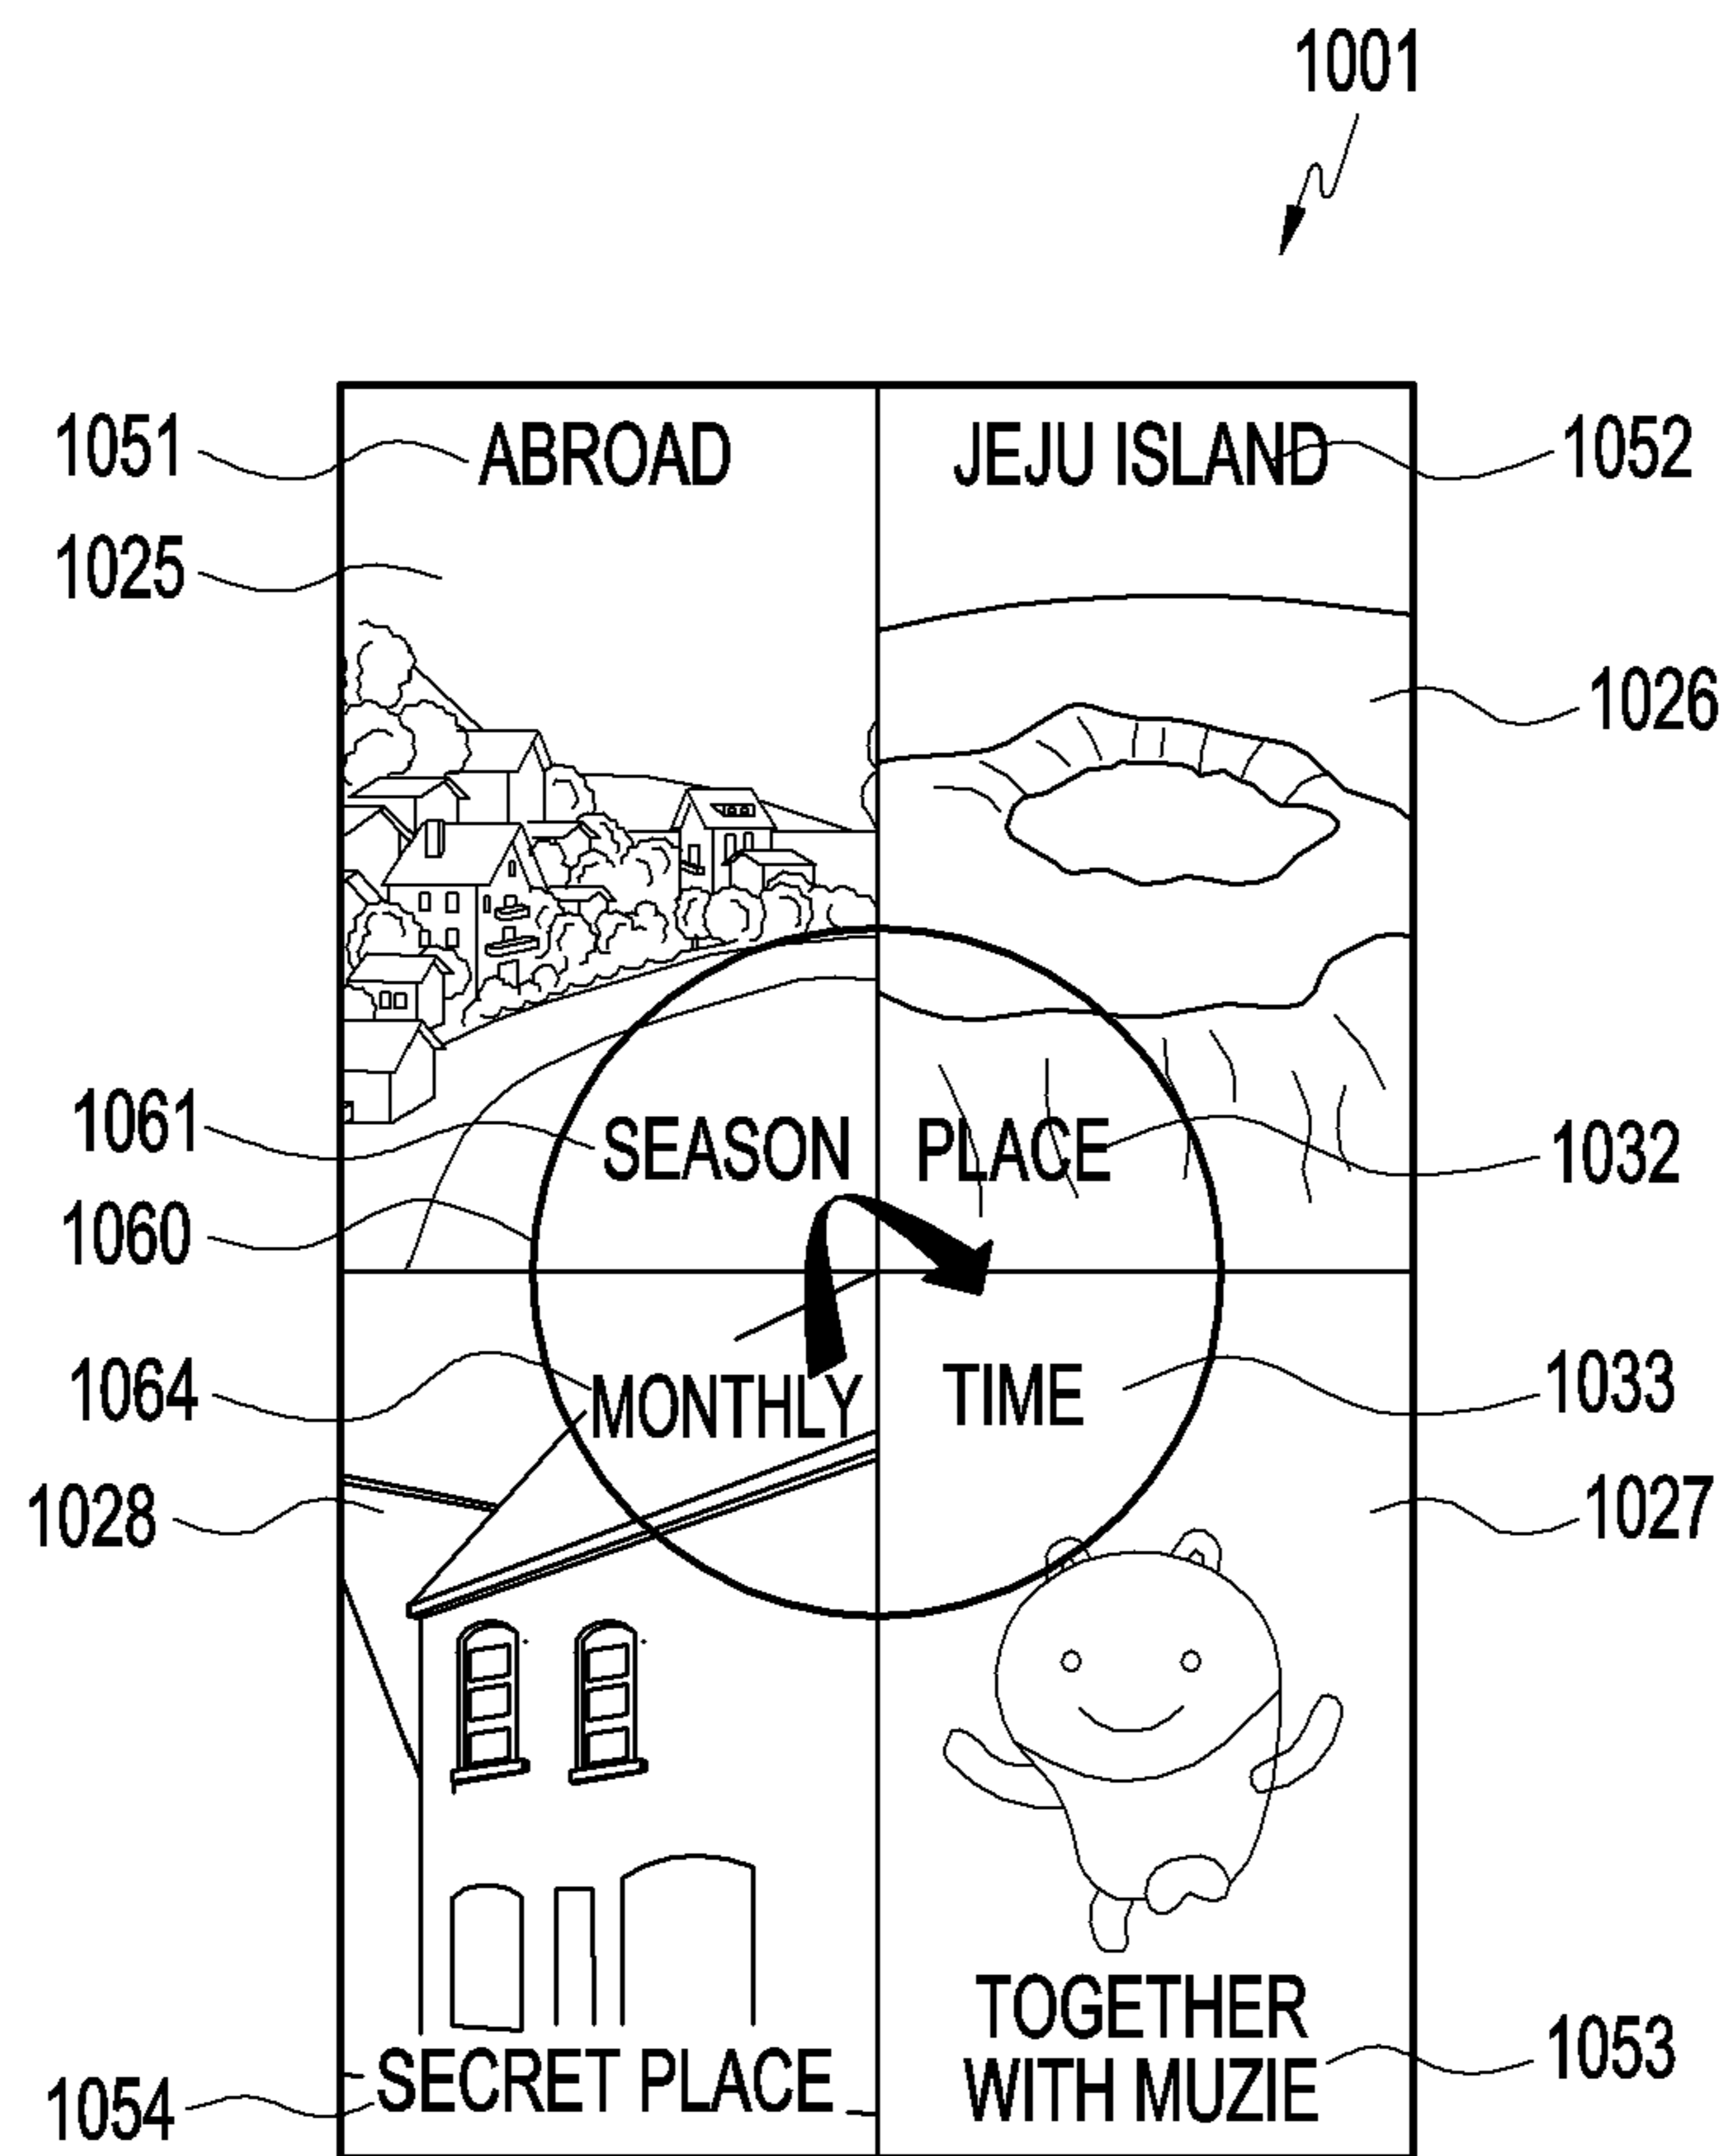 1001
1051 ABROAD JEJU ISLAND 1052
1025
1026
1061 SEASON PLACE 1032
1060
1064 MONTHLY TIME 1033
1028 1027
TOGETHER
1054 SECRET PLACE WITH MUZIE 1053